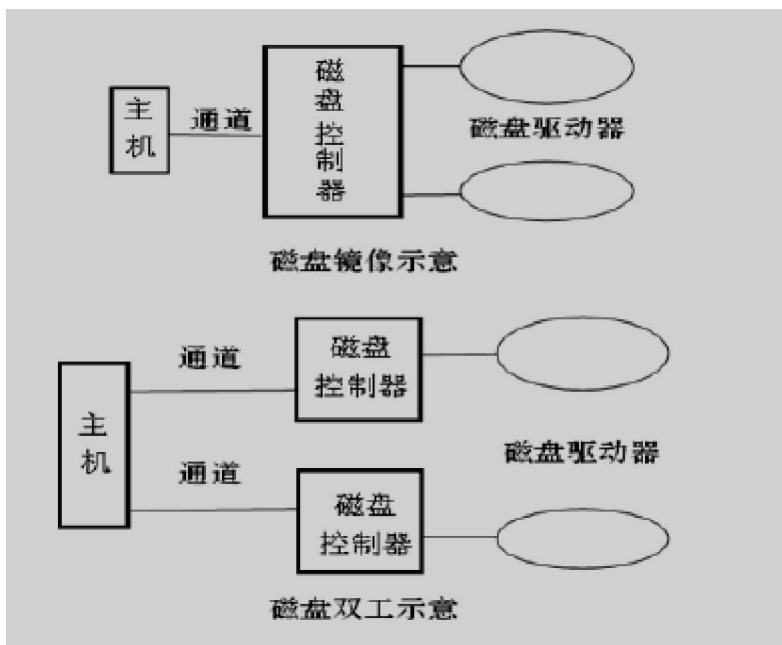 主机
通道
磁盘控制器
磁盘驱动器
磁盘镜像示意
主机
通道
磁盘
控制器
磁盘驱动器
通道
磁盘
控制器
磁盘双工示意